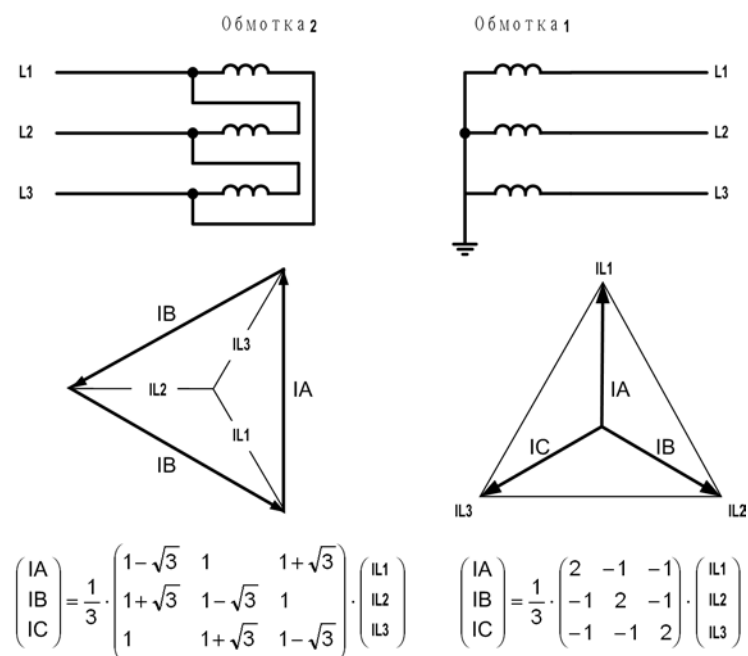 Обмотка 2
Обмотка 1
L1
L2
L3
L1
L2
L3
IB
IL3
IL2
IA
IL1
IB
IL1
IA
IC
IB
IL3
IL2
(IA IB IC) = 1/3 · (1−√3 1 1+√3
1+√3 1−√3 1
1 1+√3 1−√3) · (IL1 IL2 IL3)
(IA IB IC) = 1/3 · (2 −1 −1
−1 2 −1
−1 −1 2) · (IL1 IL2 IL3)